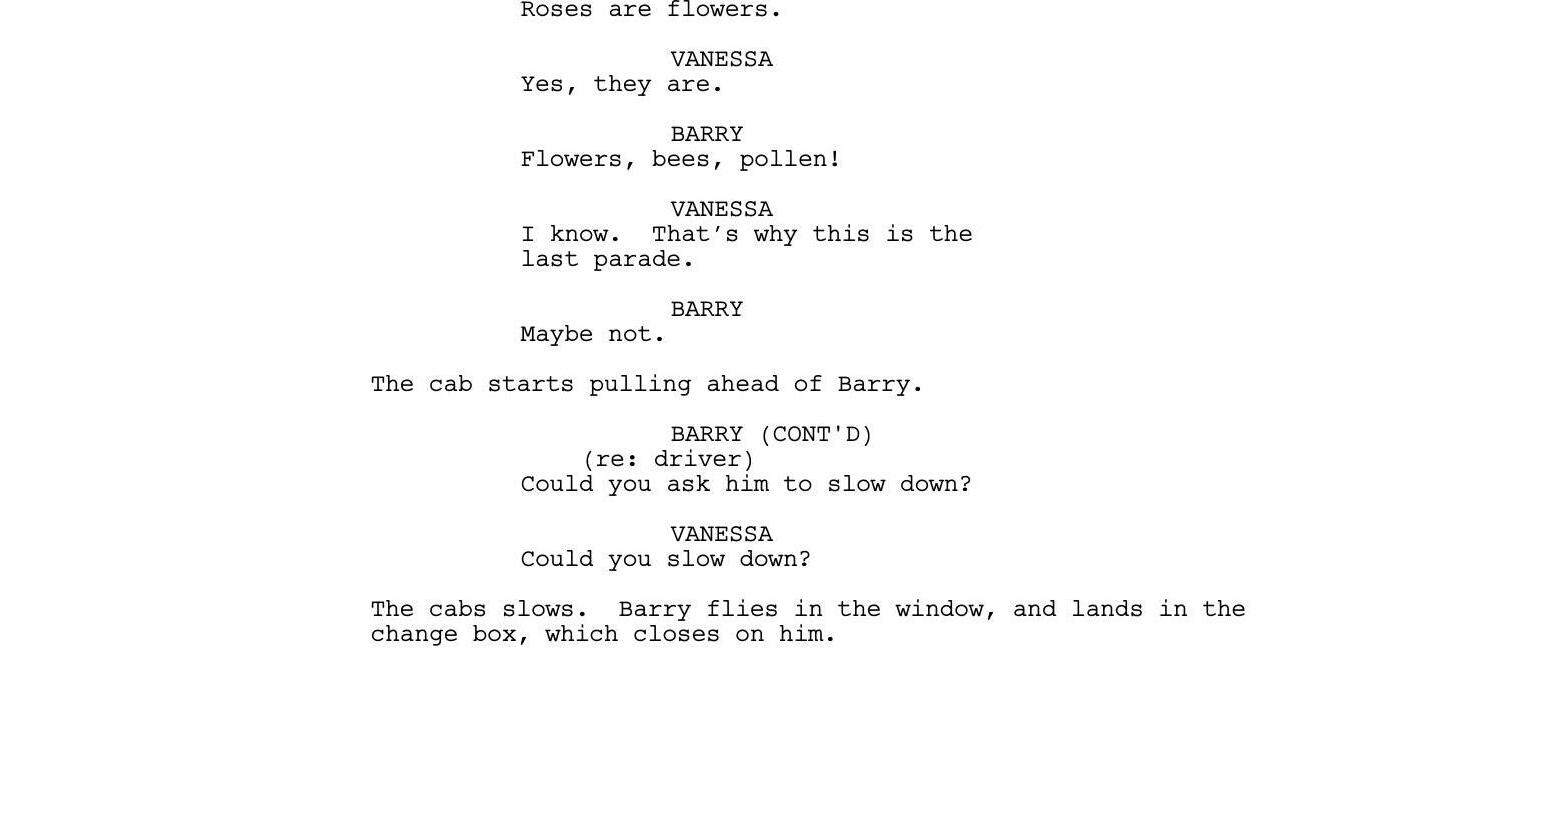 Roses are flowers.
VANESSA
Yes, they are.
BARRY
Flowers, bees, pollen!
VANESSA
I know.  That's why this is the
last parade.
BARRY
Maybe not.
The cab starts pulling ahead of Barry.
BARRY (CONT'D)
(re: driver)
Could you ask him to slow down?
VANESSA
Could you slow down?
The cabs slows.  Barry flies in the window, and lands in the
change box, which closes on him.